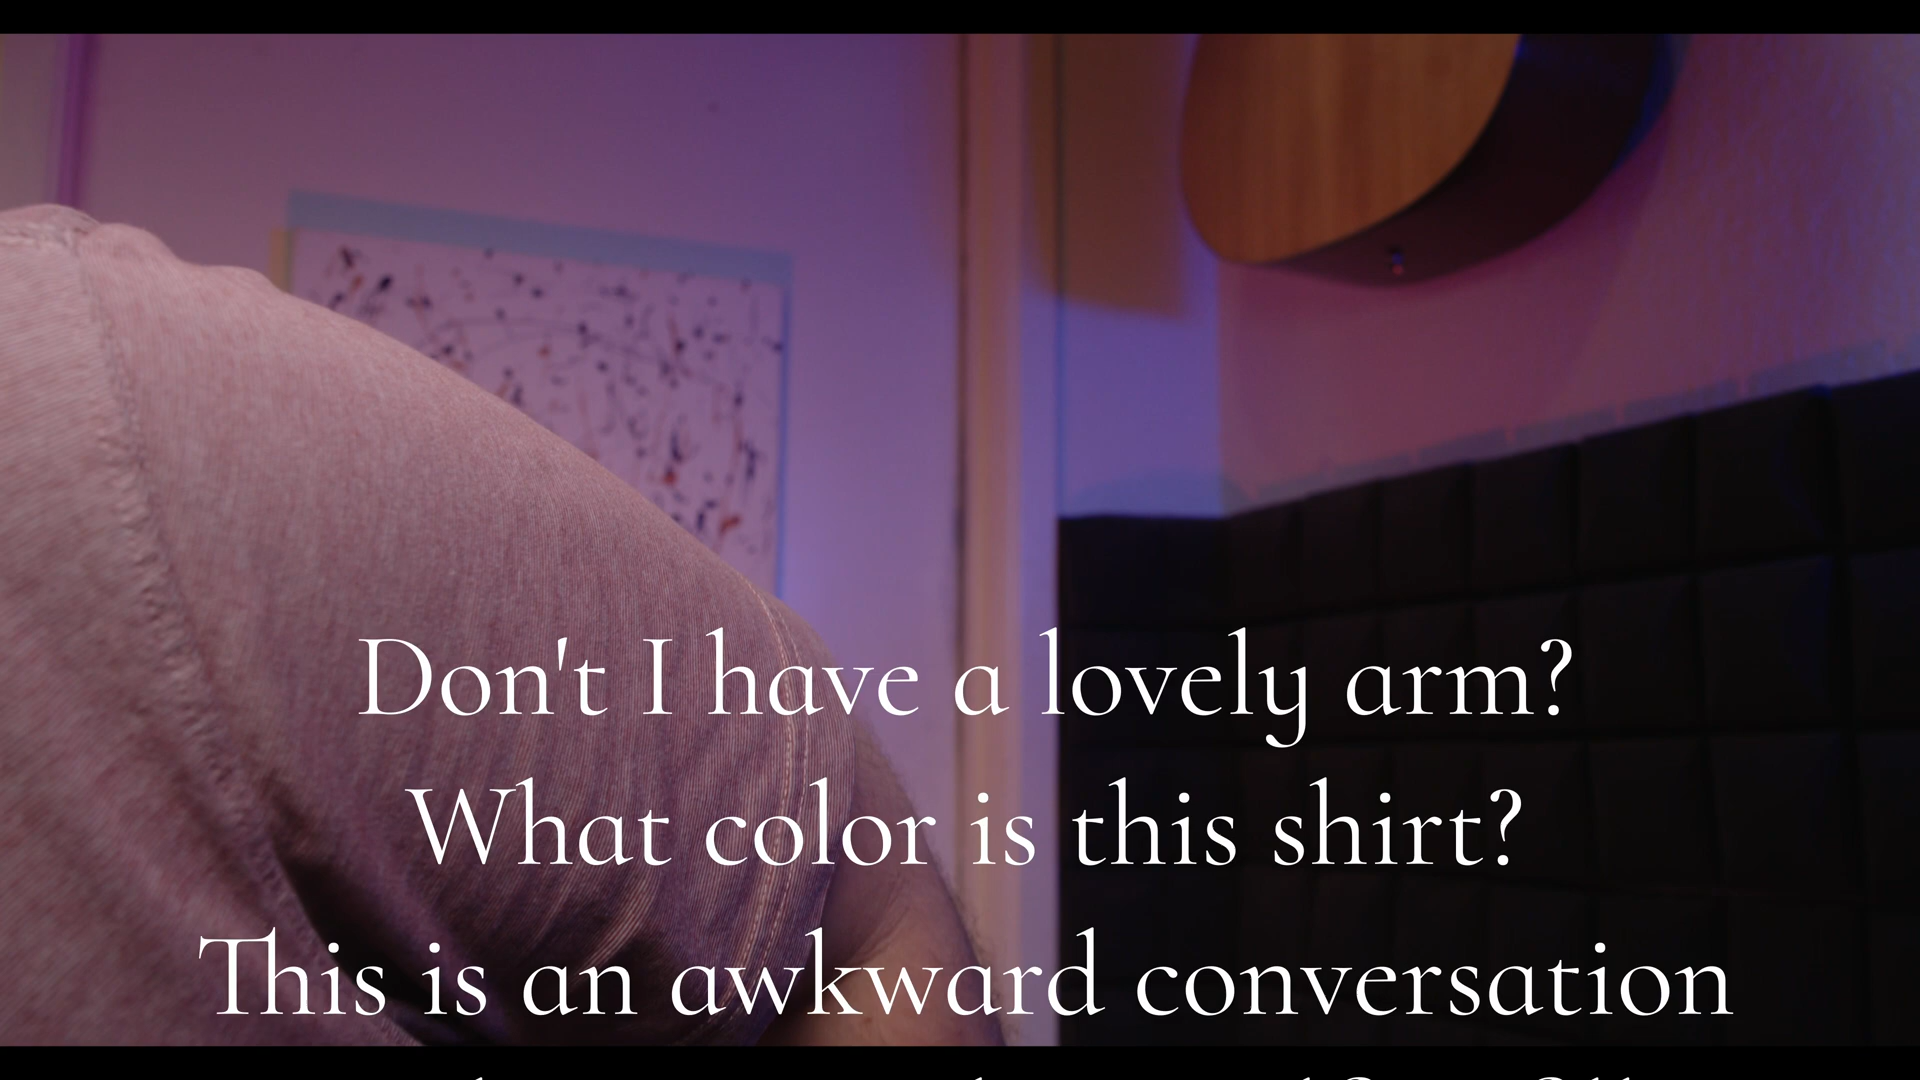 Don't I have a lovely arm?
What color is this shirt?
This is an awkward conversation